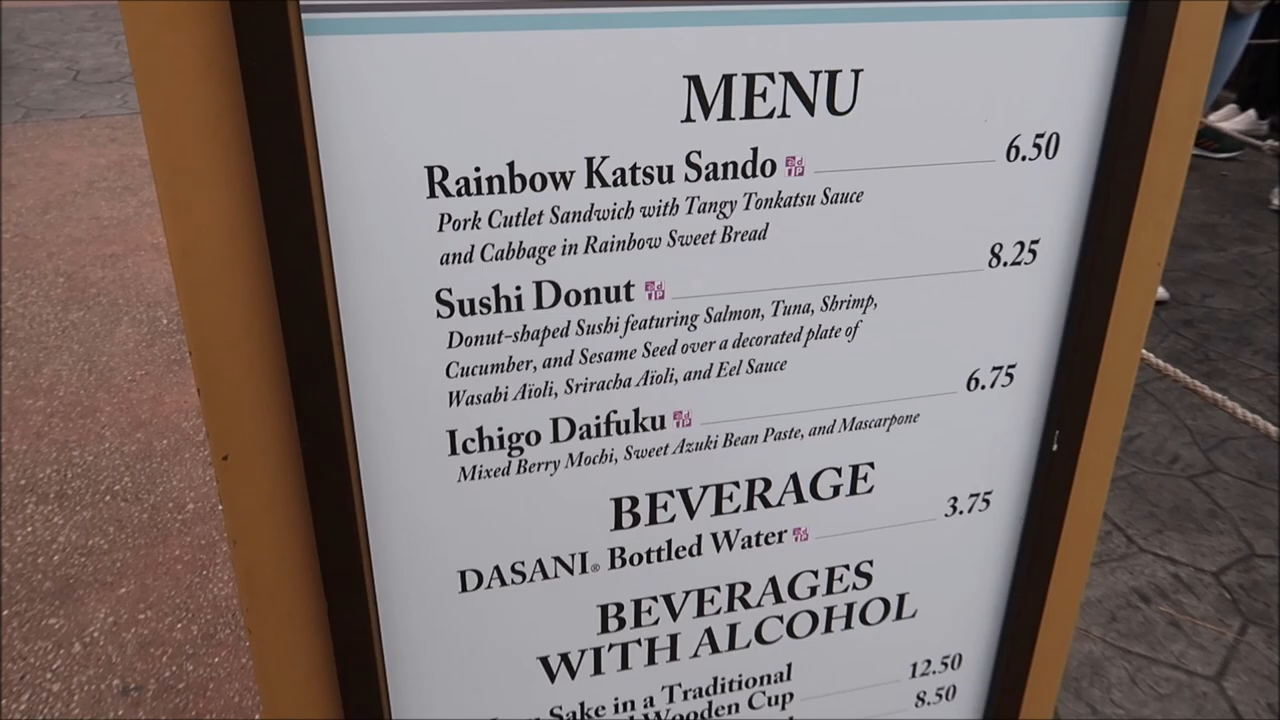 MENU
Rainbow Katsu Sando 6.50
Pork Cutlet Sandwich with Tangy Tonkatsu Sauce
and Cabbage in Rainbow Sweet Bread
Sushi Donut 8.25
Donut-shaped Sushi featuring Salmon, Tuna, Shrimp,
Cucumber, and Sesame Seed over a decorated plate of
Wasabi Aïoli, Sriracha Aïoli, and Eel Sauce
Ichigo Daifuku 6.75
Mixed Berry Mochi, Sweet Azuki Bean Paste, and Mascarpone
BEVERAGE
DASANI® Bottled Water 3.75
BEVERAGES
WITH ALCOHOL
Sake in a Traditional 12.50
Wooden Cup 8.50